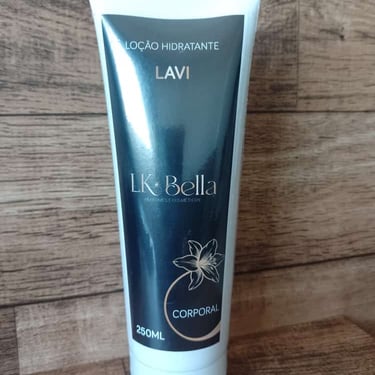 LOÇÃO HIDRATANTE
LAVI
LK Bella
CORPORAL
250ML